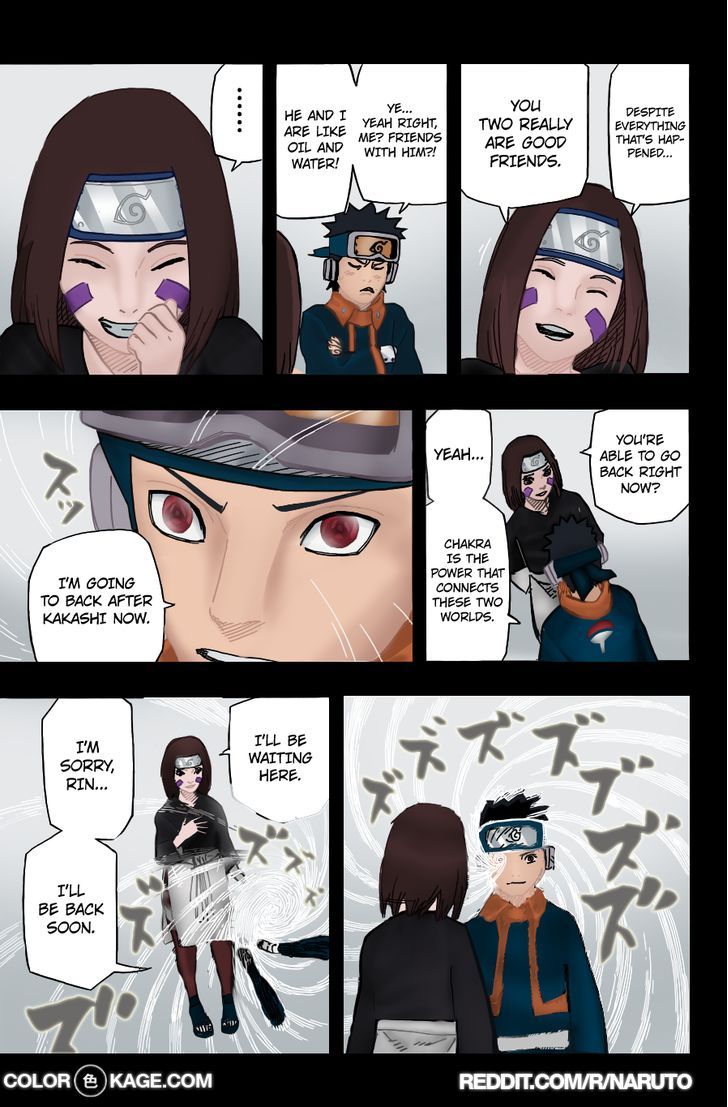 DESPITE
EVERYTHING
THAT'S HAP-
PENED...
YOU
TWO REALLY
ARE GOOD
FRIENDS.
YE...
YEAH RIGHT,
ME? FRIENDS
WITH HIM?!
HE AND I
ARE LIKE
OIL AND
WATER!
......
YOU'RE
ABLE TO GO
BACK RIGHT
NOW?
YEAH...
CHAKRA
IS THE
POWER THAT
CONNECTS
THESE TWO
WORLDS.
スッ
I'M GOING
TO BACK AFTER
KAKASHI NOW.
ズズズズズズズズ
I'LL BE
WAITING
HERE.
I'M
SORRY,
RIN...
I'LL
BE BACK
SOON.
ズズズズズ
COLOR 色 KAGE.COM
REDDIT.COM/R/NARUTO